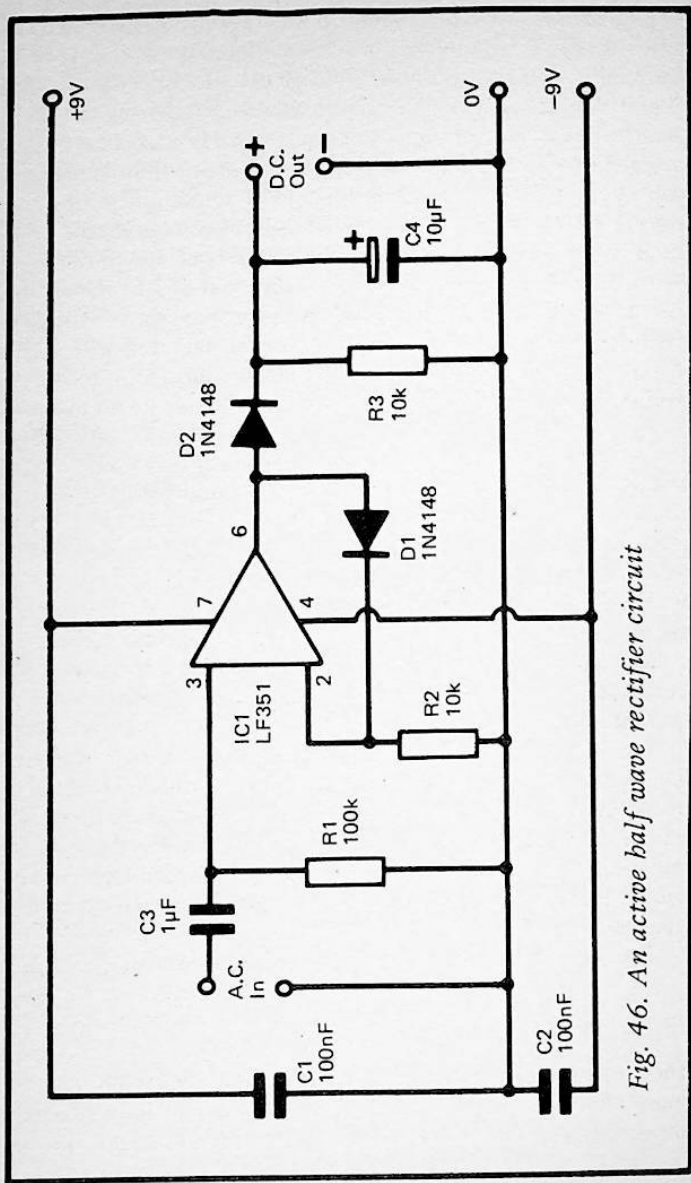 +9V
D2
1N4148
+
D.C.
Out
−
6
7
3
IC1
LF351
2
4
D1
1N4148
+
C4
10µF
R3
10k
C3
1µF
A.C.
In
R1
100k
R2
10k
C1
100nF
0V
C2
100nF
−9V
Fig. 46. An active half wave rectifier circuit